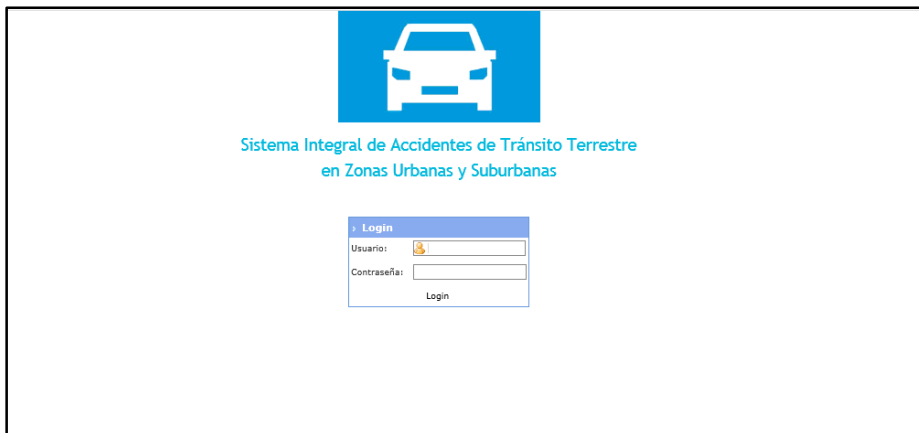 Sistema Integral de Accidentes de Tránsito Terrestre
en Zonas Urbanas y Suburbanas
› Login
Usuario:
Contraseña:
Login